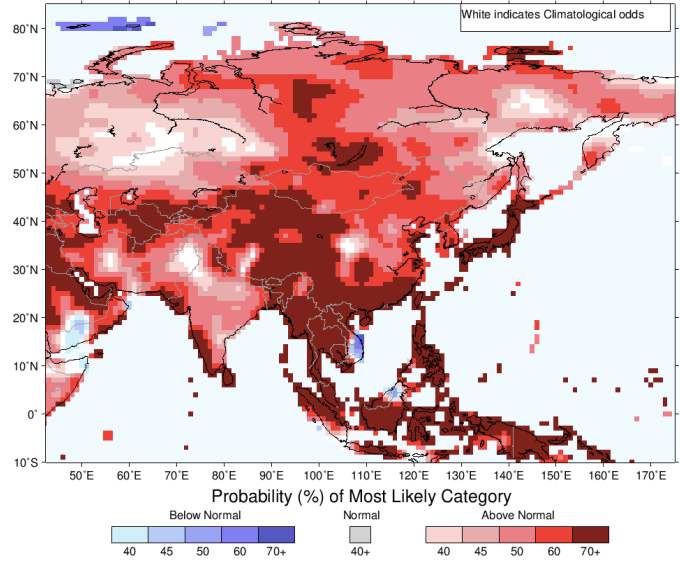 White indicates Climatological odds
80°N
70°N
60°N
50°N
40°N
30°N
20°N
10°N
0°
10°S
50°E 60°E 70°E 80°E 90°E 100°E 110°E 120°E 130°E 140°E 150°E 160°E 170°E
Probability (%) of Most Likely Category
Below Normal Normal Above Normal
40 45 50 60 70+ 40+ 40 45 50 60 70+